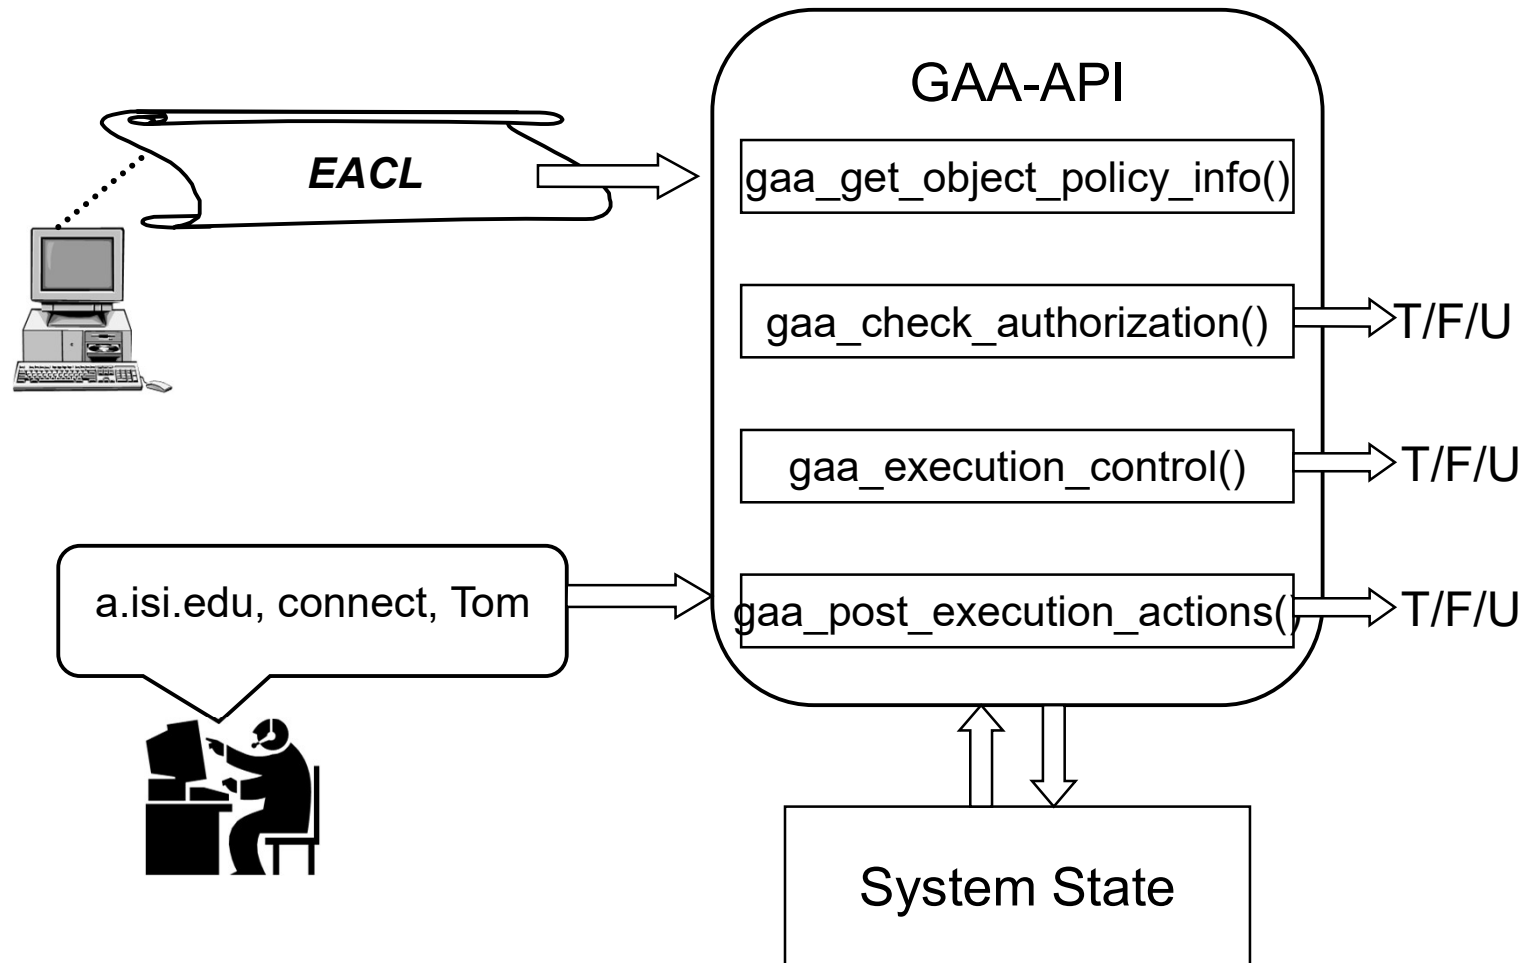 GAA-API
EACL
gaa_get_object_policy_info()
gaa_check_authorization()
T/F/U
gaa_execution_control()
T/F/U
a.isi.edu, connect, Tom
gaa_post_execution_actions()
T/F/U
System State